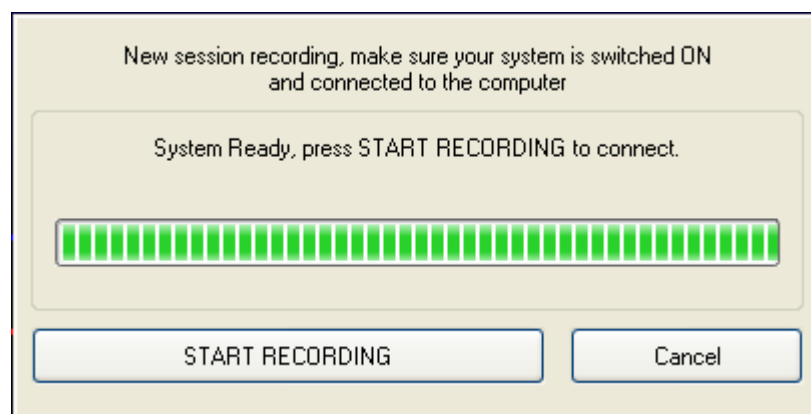 New session recording, make sure your system is switched ON
and connected to the computer
System Ready, press START RECORDING to connect.
START RECORDING
Cancel